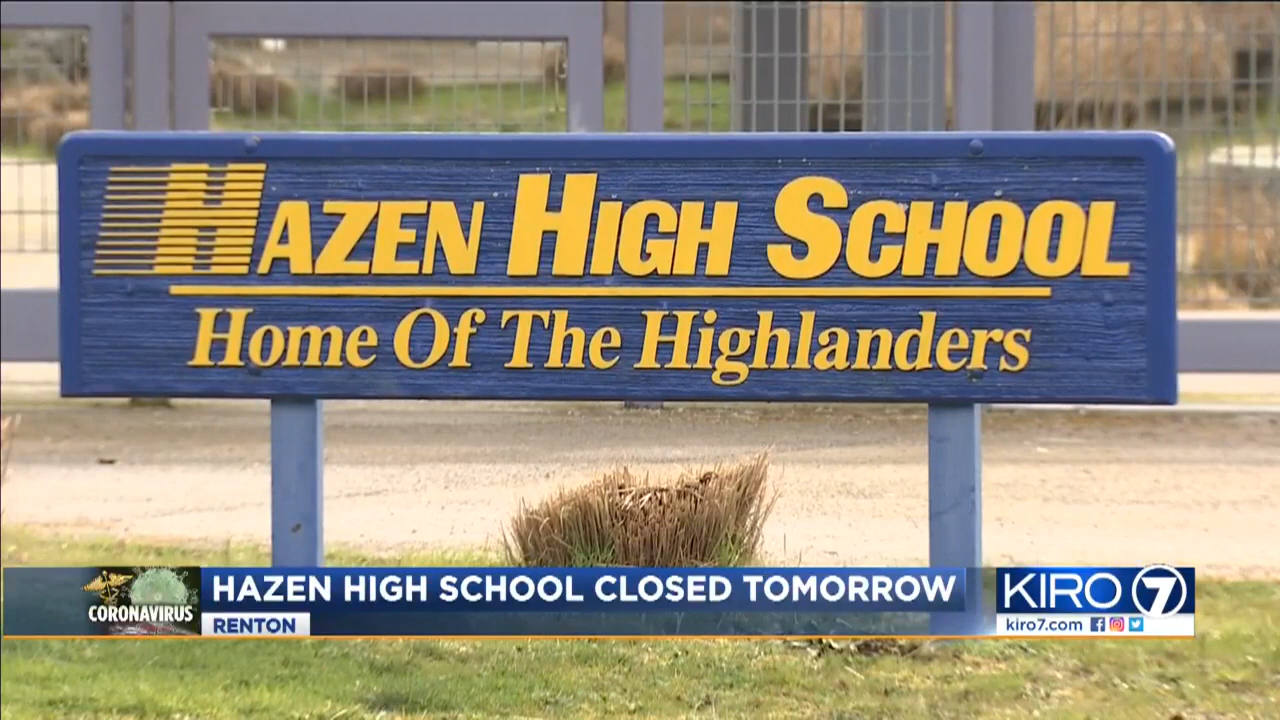 HAZEN HIGH SCHOOL
Home Of The Highlanders
CORONAVIRUS
HAZEN HIGH SCHOOL CLOSED TOMORROW
RENTON
KIRO 7
kiro7.com